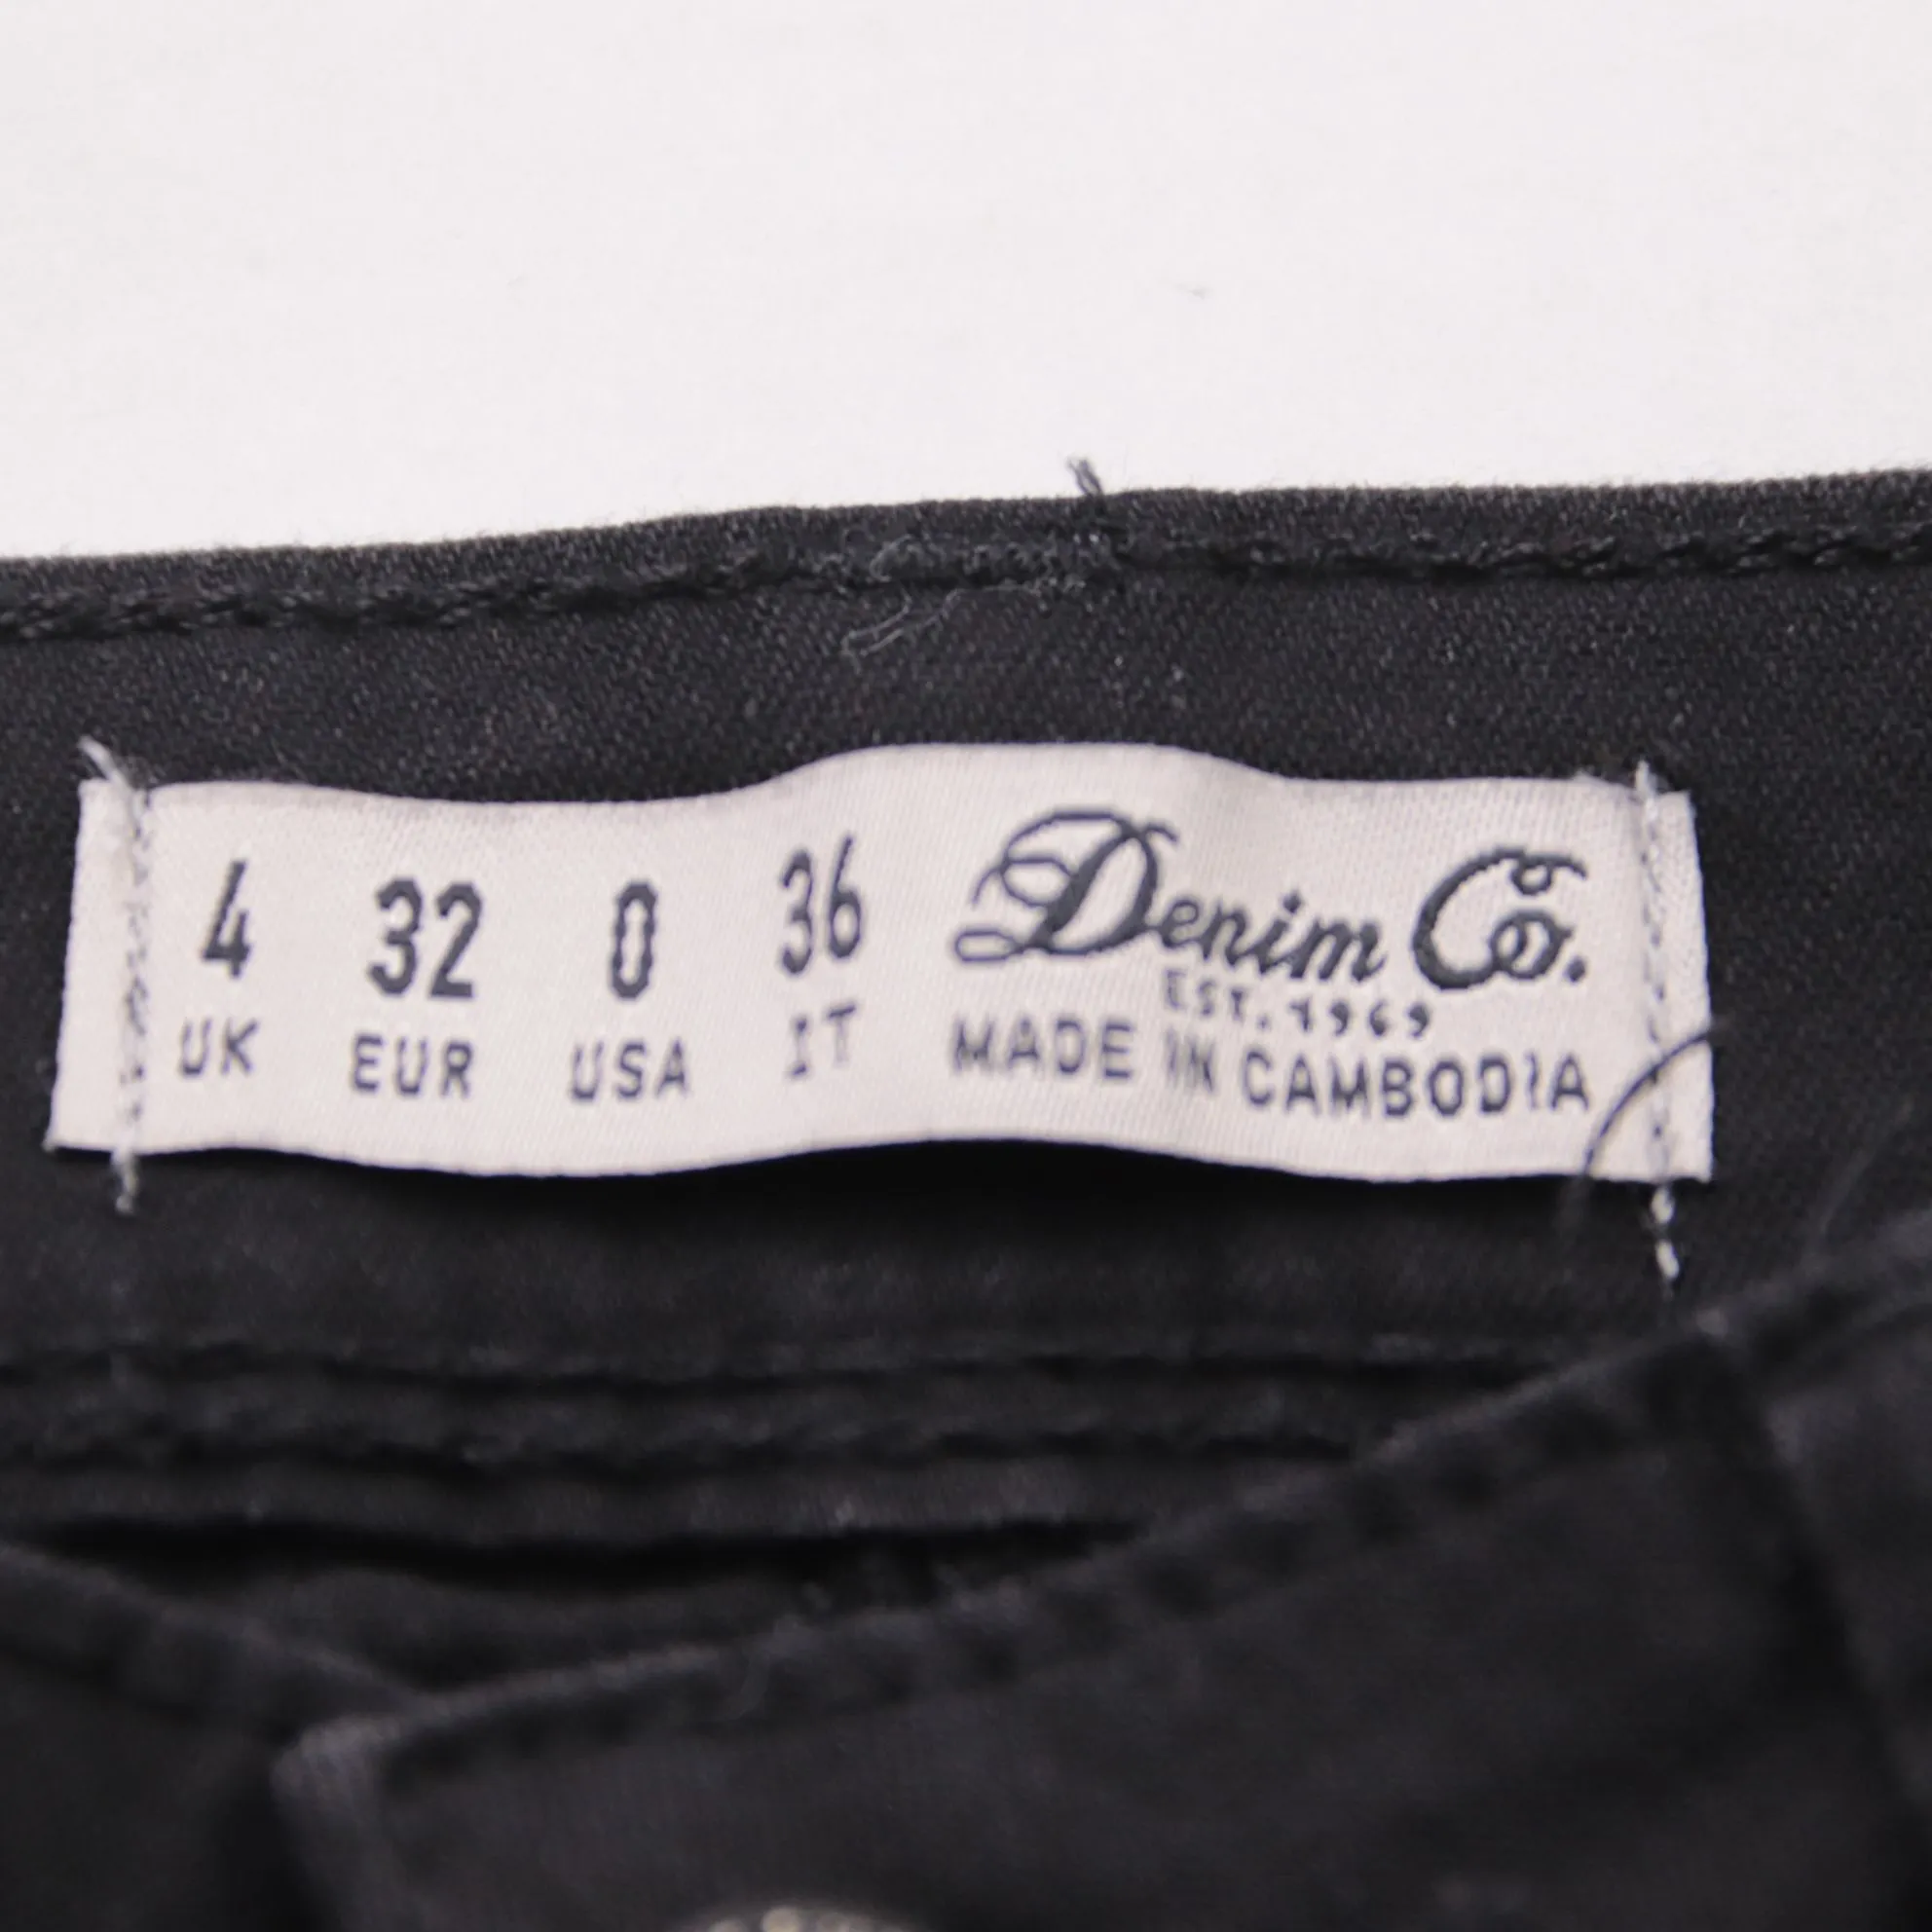 4 32 0 36
UK EUR USA IT
Denim Co.
EST. 1969
MADE IN CAMBODIA